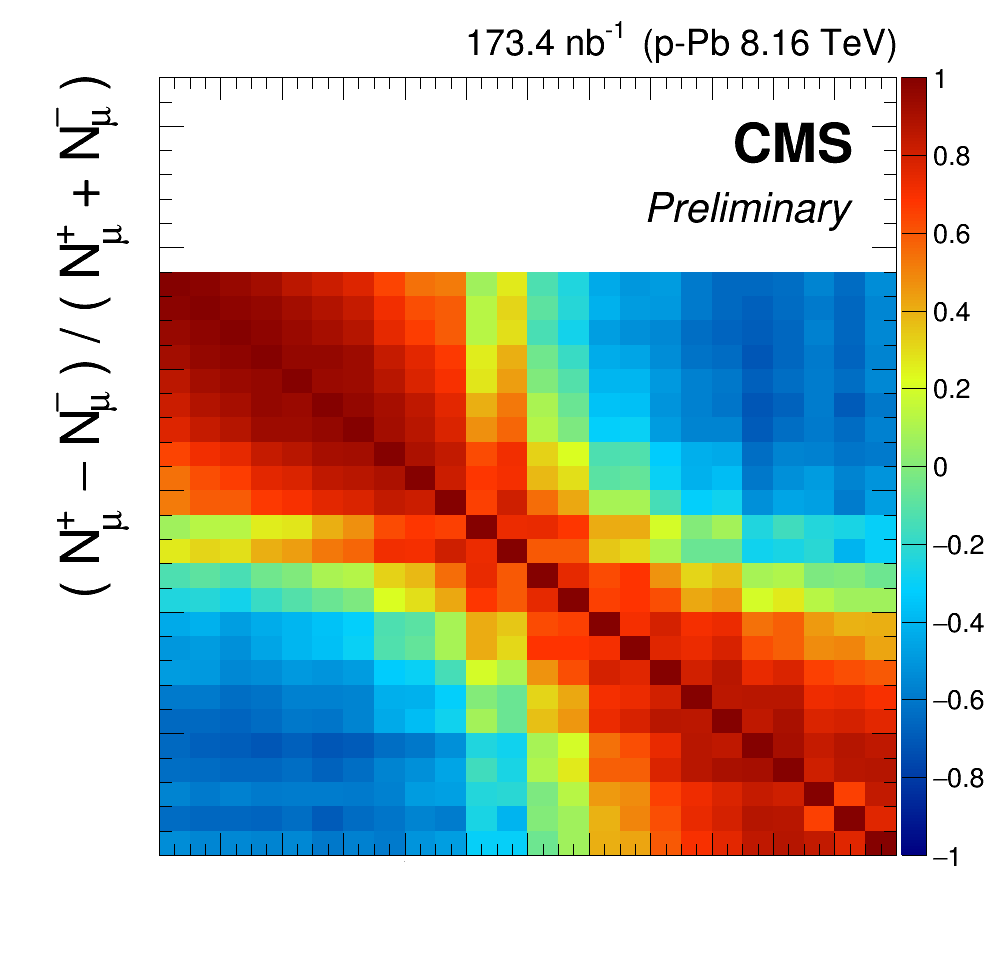 173.4 nb⁻¹ (p-Pb 8.16 TeV)
CMS
Preliminary
( N⁺μ − N⁻μ ) / ( N⁺μ + N⁻μ )
1
0.8
0.6
0.4
0.2
0
−0.2
−0.4
−0.6
−0.8
−1